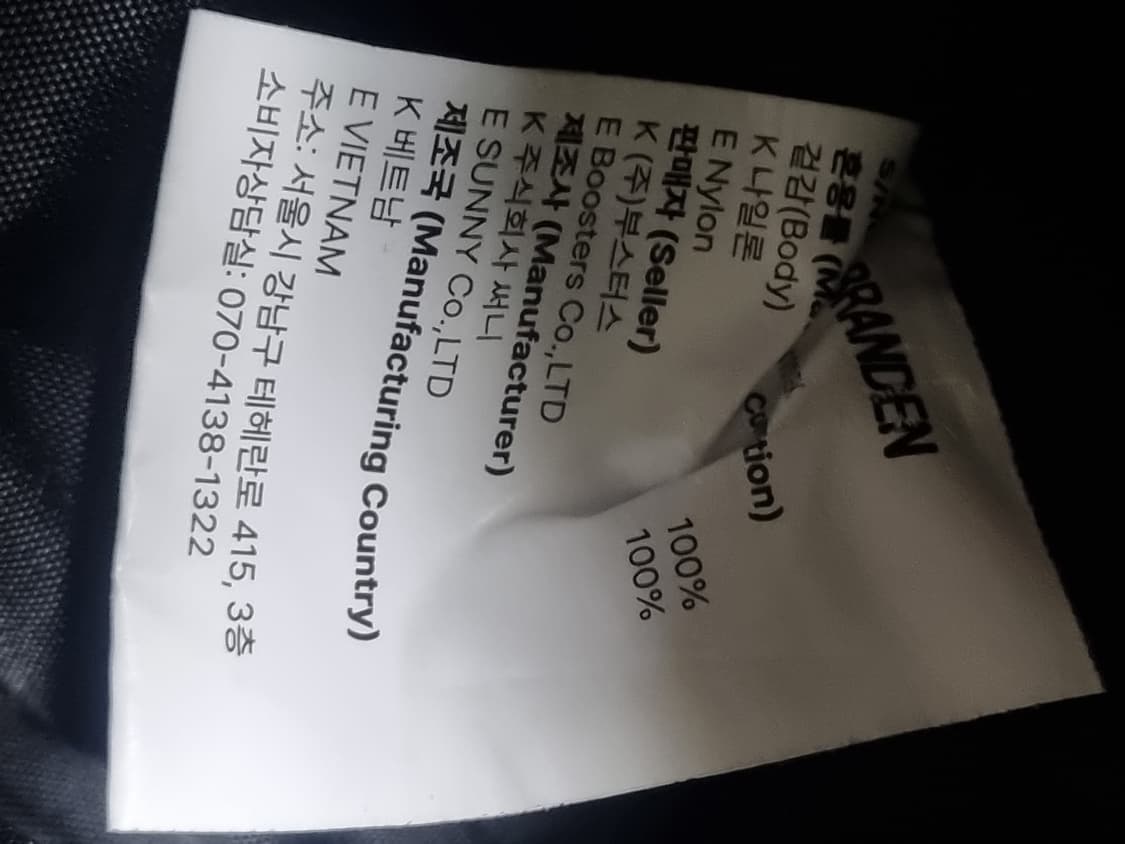 BRANDEN
S/N
혼용률
겉감(Body)
K 나일론 100%
E Nylon 100%
판매자 (Seller)
K (주)부스터스
E Boosters Co.,LTD
제조사 (Manufacturer)
K 주식회사 써니
E SUNNY Co.,LTD
제조국 (Manufacturing Country)
K 베트남
E VIETNAM
주소: 서울시 강남구 테헤란로 415, 3층
소비자상담실: 070-4138-1322